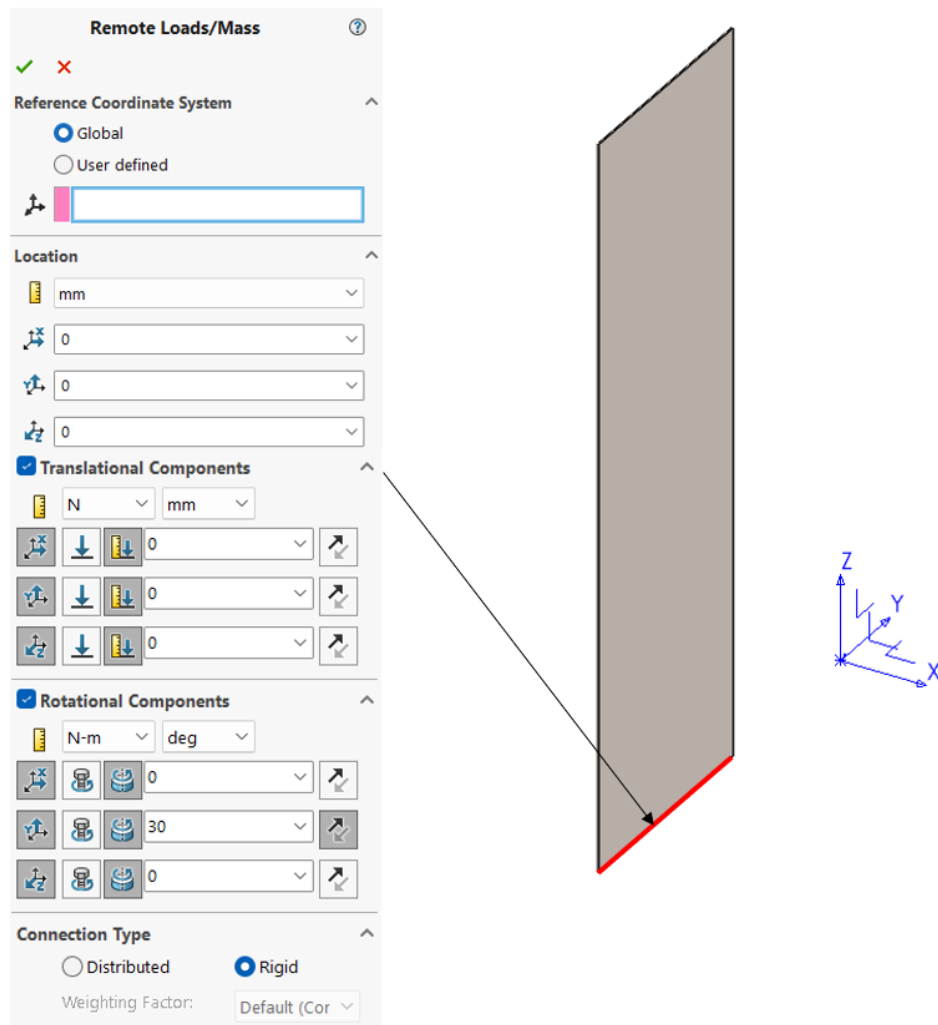 Remote Loads/Mass
Reference Coordinate System
Global
User defined
Location
mm
0
0
0
Translational Components
N mm
0
0
0
Rotational Components
N-m deg
0
30
0
Connection Type
Distributed Rigid
Weighting Factor: Default (Cor
Z
Y
X